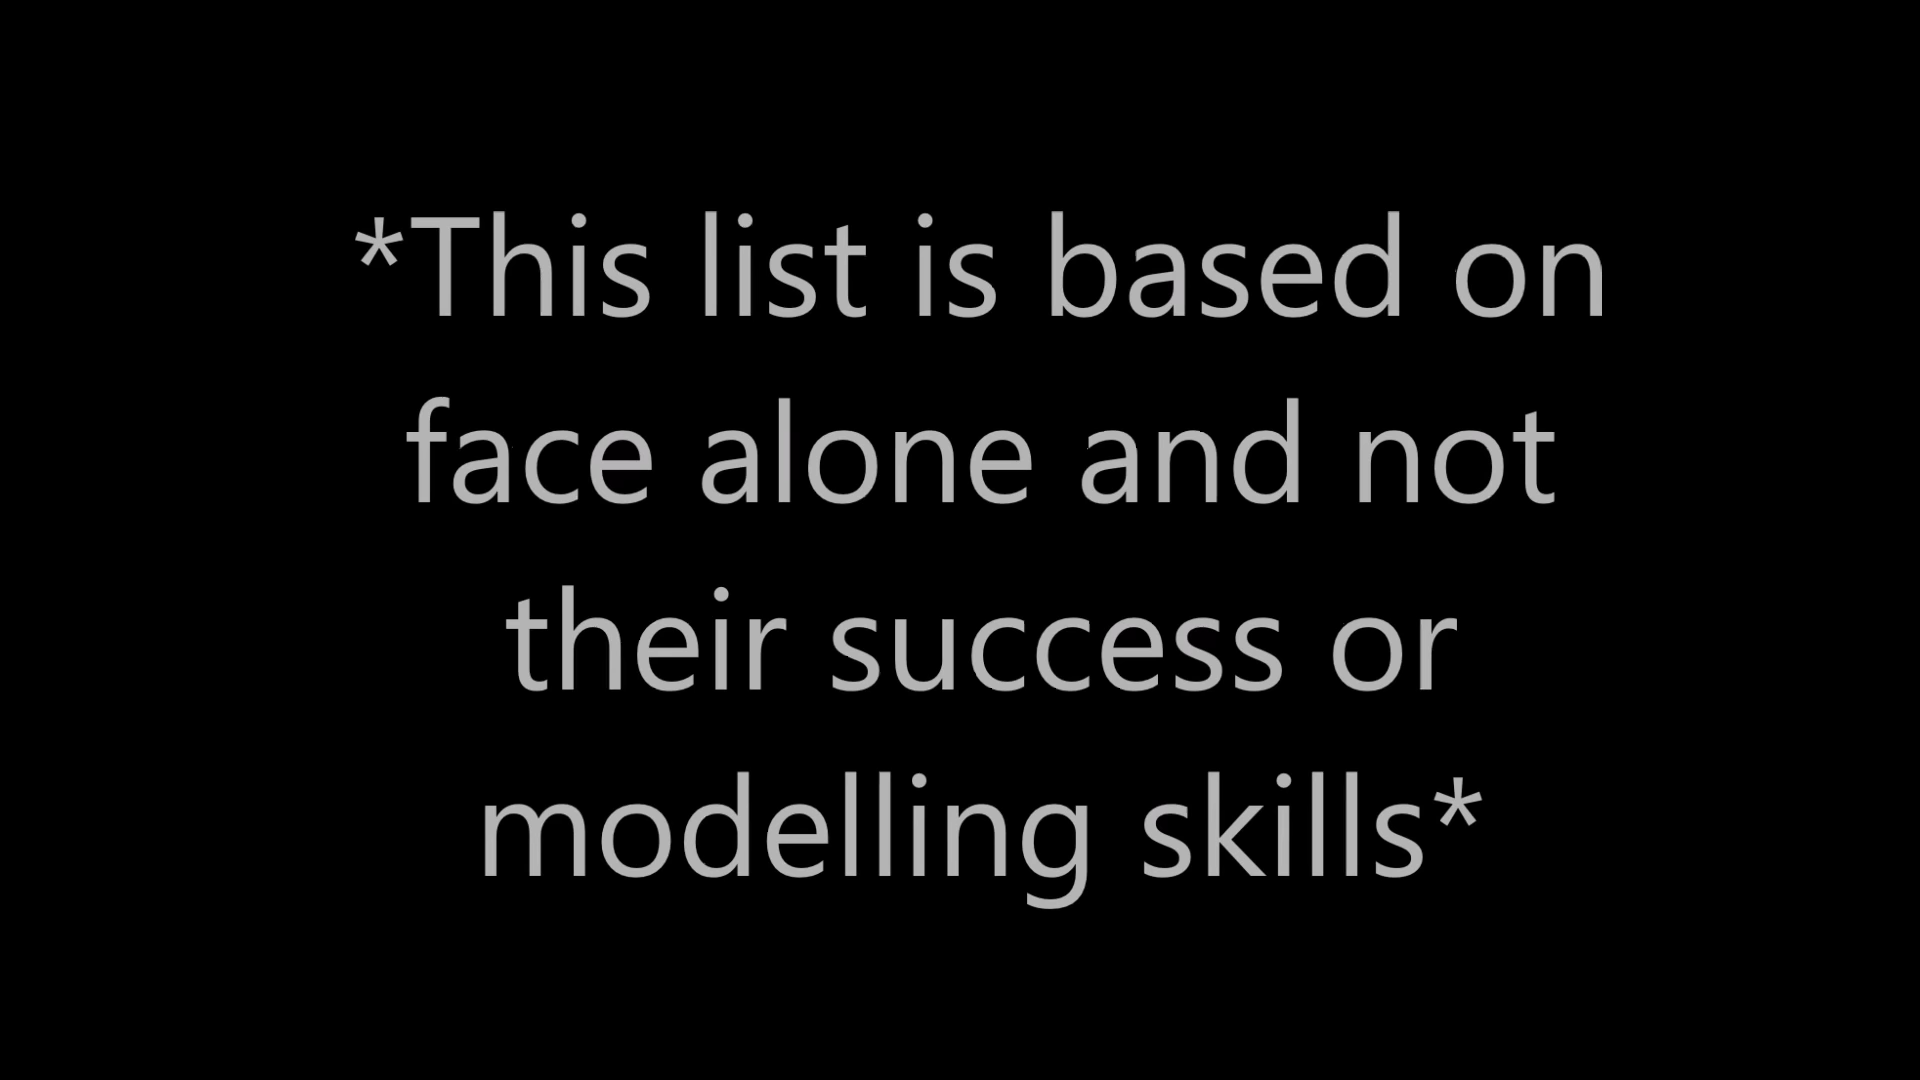 *This list is based on
face alone and not
their success or
modelling skills*